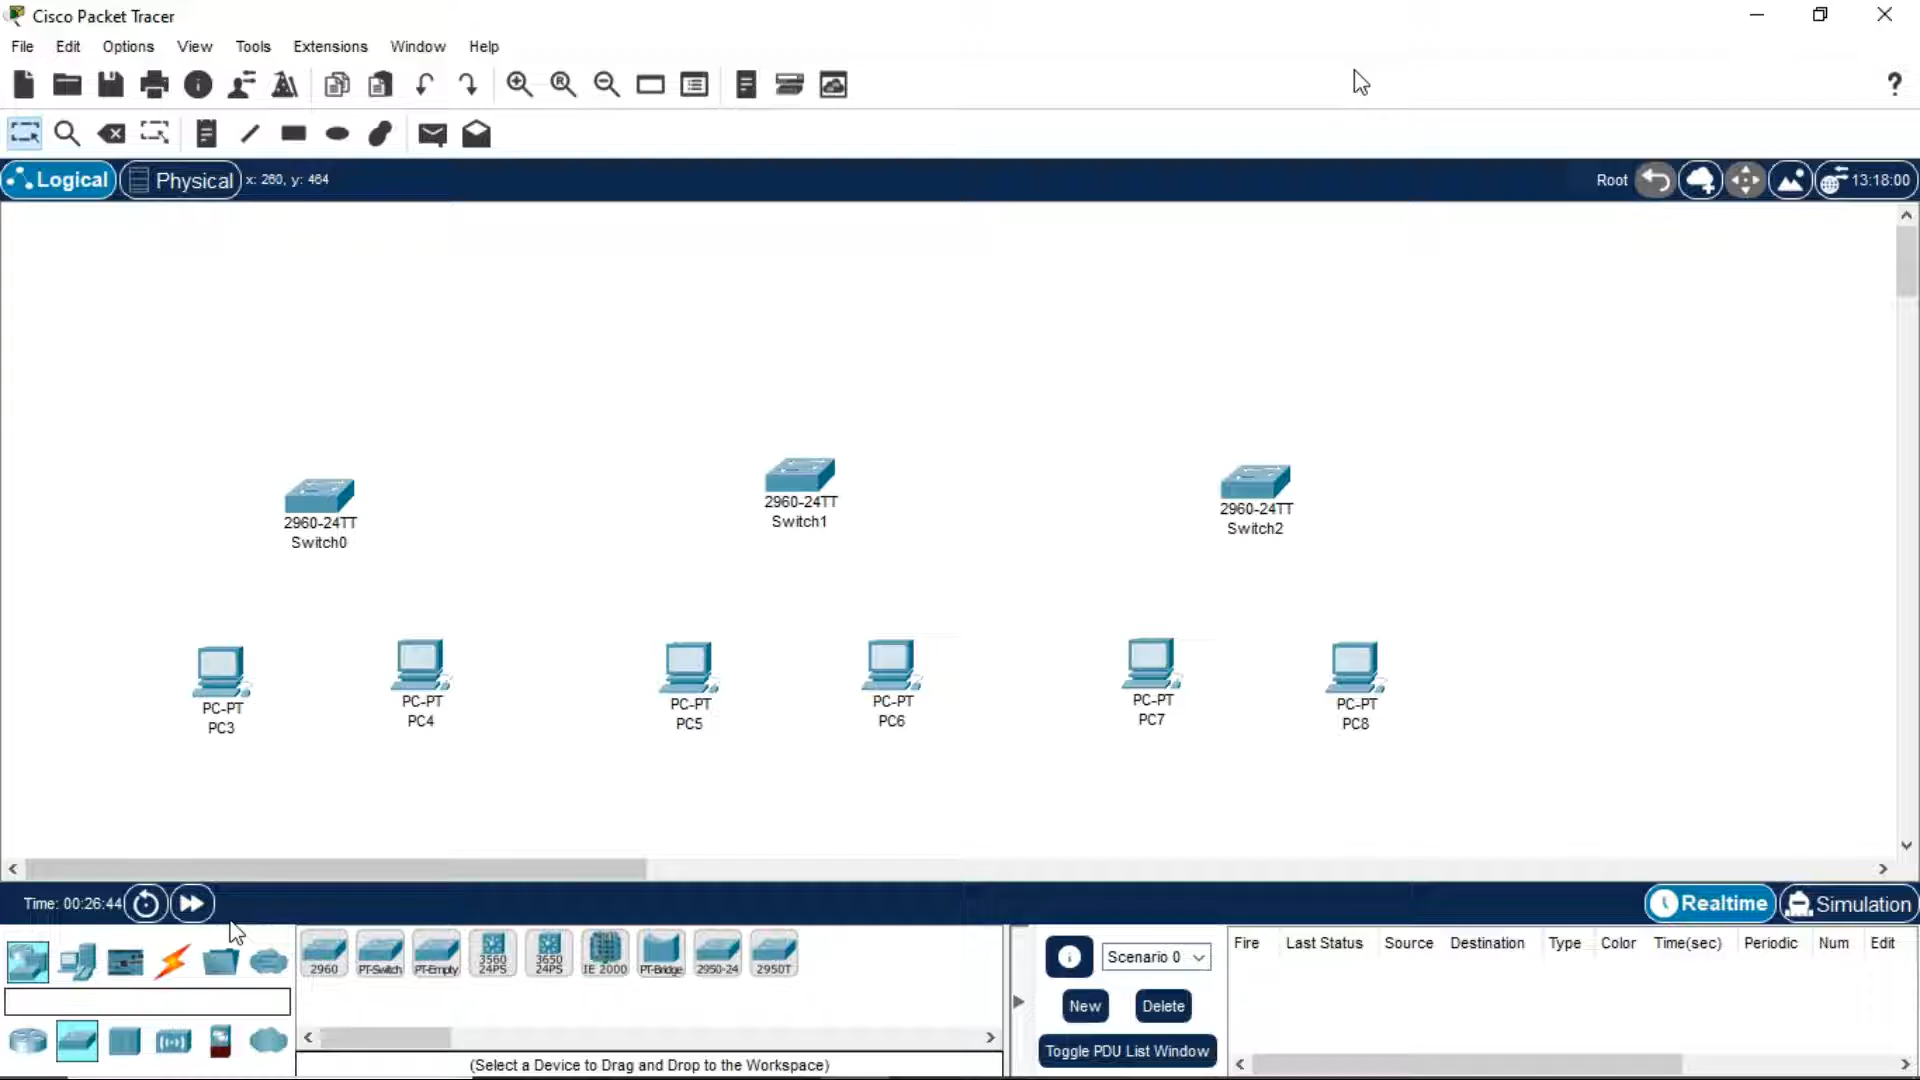 Cisco Packet Tracer
File Edit Options View Tools Extensions Window Help
?
Logical Physical x: 260, y: 464 Root 13:18:00
2960-24TT
Switch0
2960-24TT
Switch1
2960-24TT
Switch2
PC-PT
PC3
PC-PT
PC4
PC-PT
PC5
PC-PT
PC6
PC-PT
PC7
PC-PT
PC8
Time: 00:26:44 Realtime Simulation
2960 PT-Switch PT-Empty 3560 24PS 3650 24PS IE 2000 PT-Bridge 2950-24 2950T
(Select a Device to Drag and Drop to the Workspace)
Scenario 0
New Delete
Toggle PDU List Window
Fire Last Status Source Destination Type Color Time(sec) Periodic Num Edit